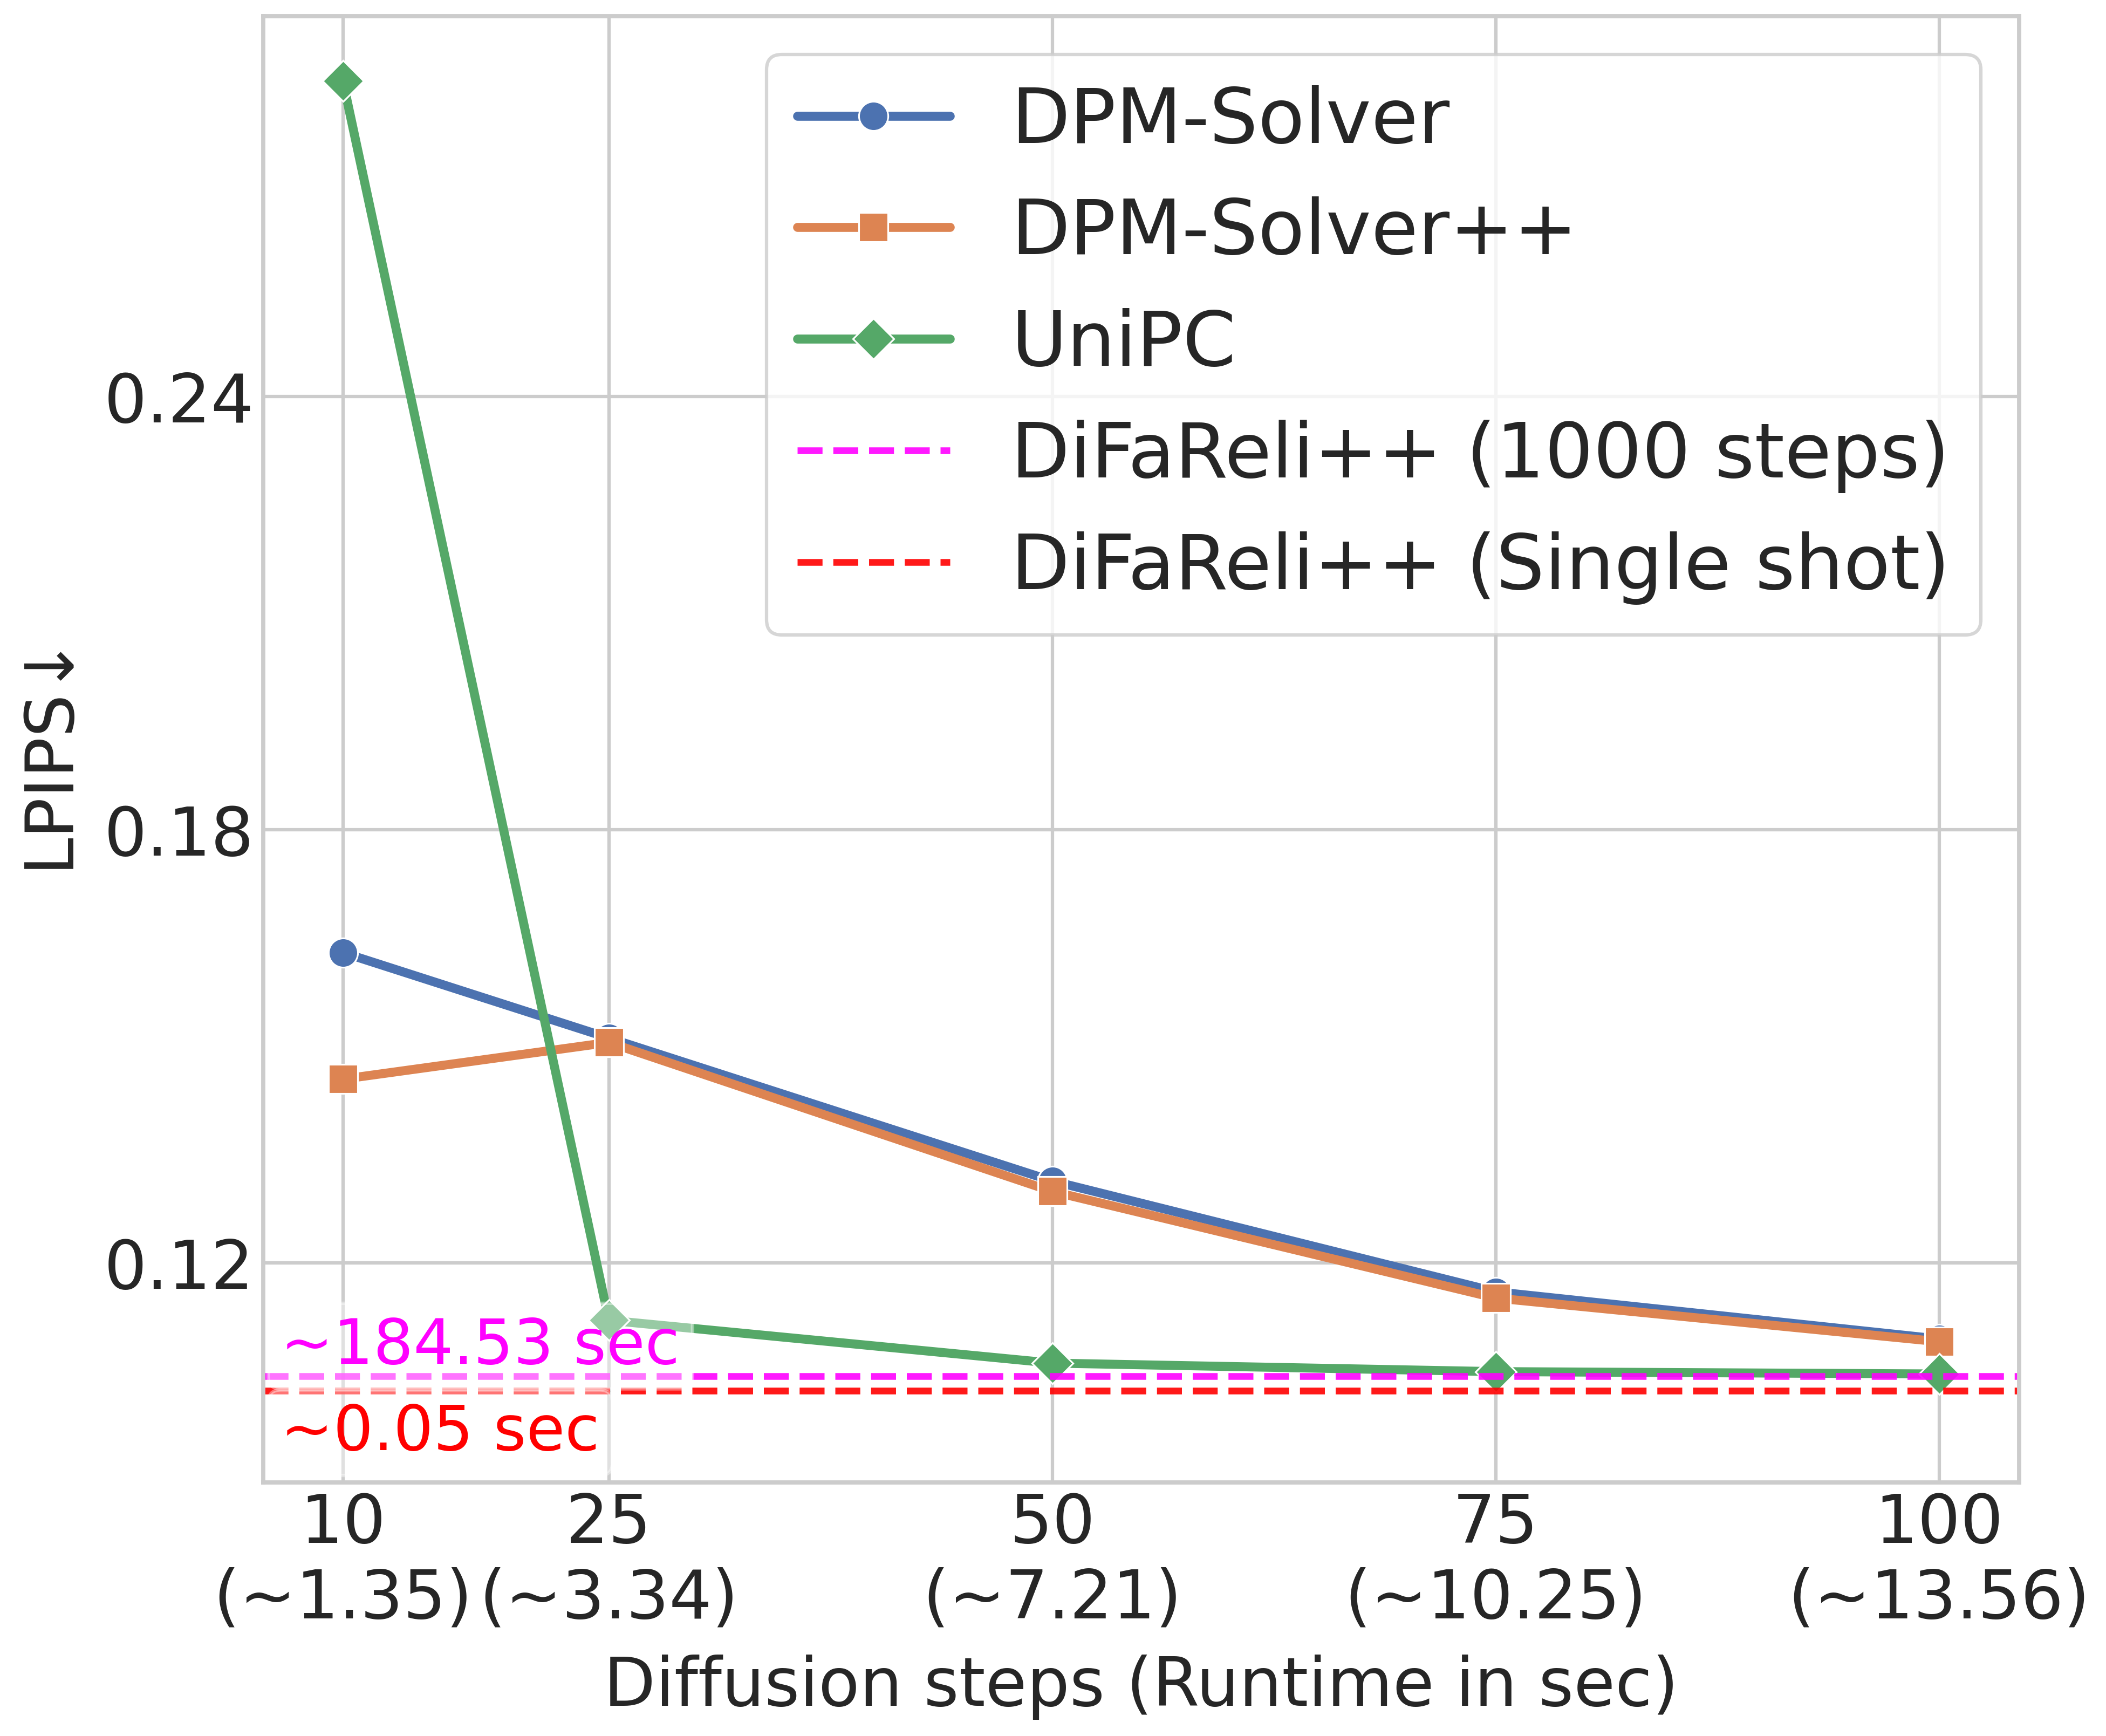 DPM-Solver
DPM-Solver++
UniPC
DiFaReli++ (1000 steps)
DiFaReli++ (Single shot)
LPIPS↓
0.24
0.18
0.12
~184.53 sec
~0.05 sec
10 25 50 75 100
(~1.35) (~3.34) (~7.21) (~10.25) (~13.56)
Diffusion steps (Runtime in sec)